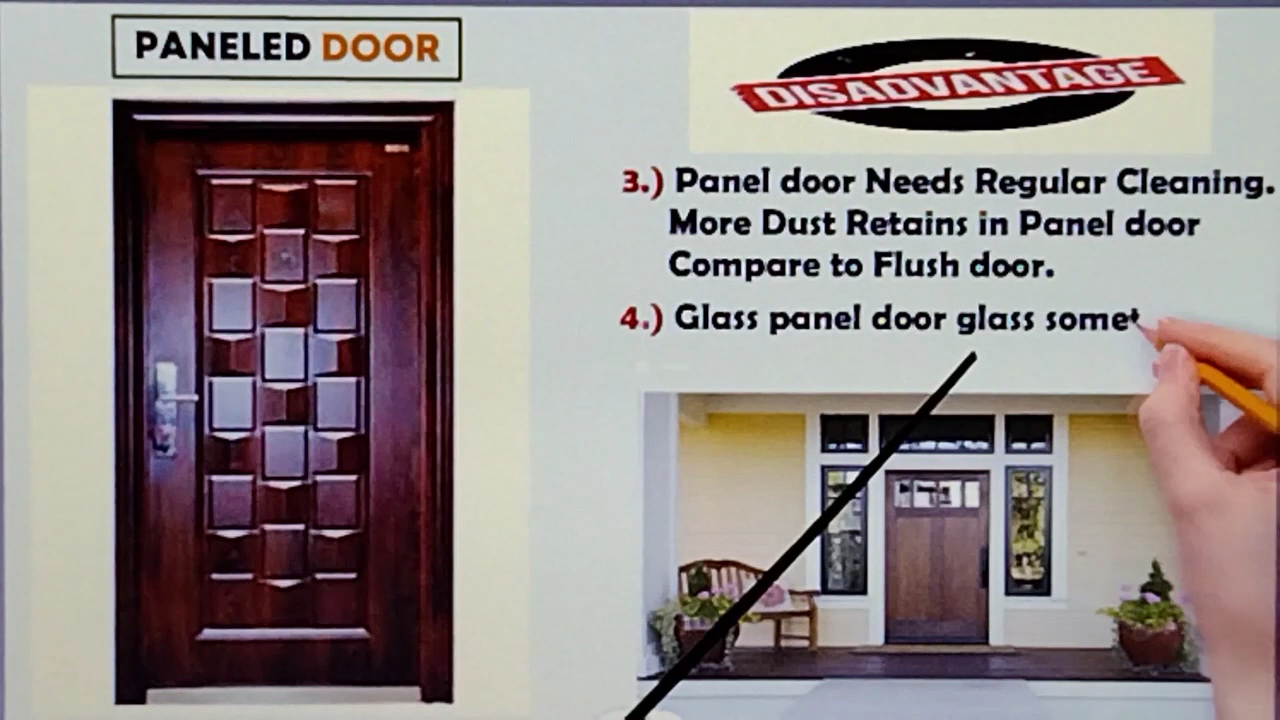 PANELED DOOR
DISADVANTAGE
3.) Panel door Needs Regular Cleaning.
More Dust Retains in Panel door
Compare to Flush door.
4.) Glass panel door glass somet